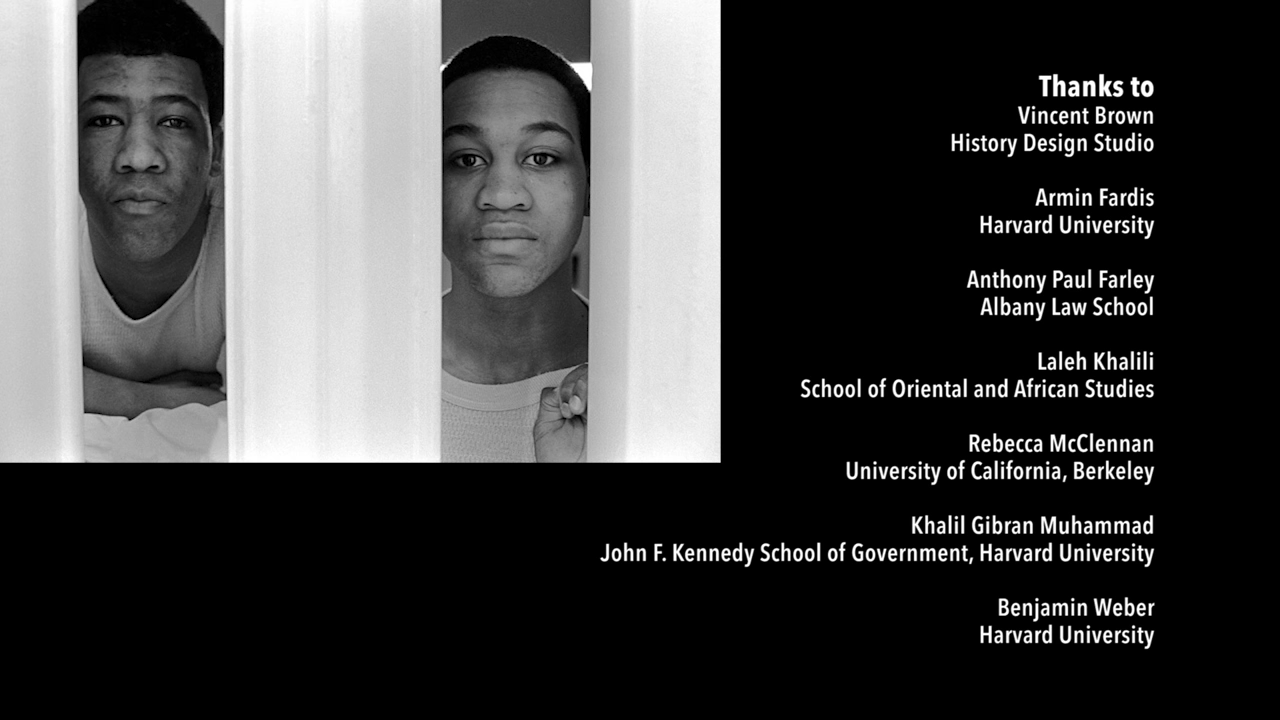 Thanks to
Vincent Brown
History Design Studio
Armin Fardis
Harvard University
Anthony Paul Farley
Albany Law School
Laleh Khalili
School of Oriental and African Studies
Rebecca McClennan
University of California, Berkeley
Khalil Gibran Muhammad
John F. Kennedy School of Government, Harvard University
Benjamin Weber
Harvard University